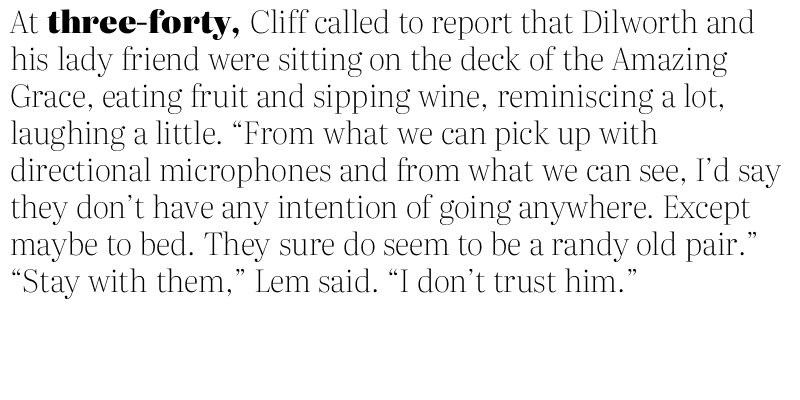 At three-forty, Cliff called to report that Dilworth and
his lady friend were sitting on the deck of the Amazing
Grace, eating fruit and sipping wine, reminiscing a lot,
laughing a little. “From what we can pick up with
directional microphones and from what we can see, I’d say
they don’t have any intention of going anywhere. Except
maybe to bed. They sure do seem to be a randy old pair.”
“Stay with them,” Lem said. “I don’t trust him.”